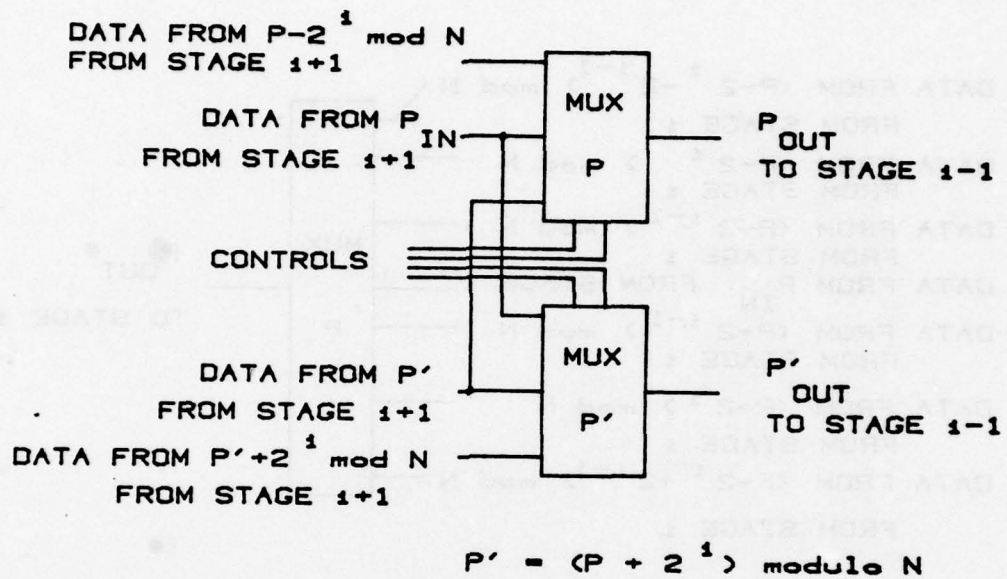 DATA FROM P-2^i mod N
FROM STAGE i+1
MUX
P
DATA FROM P IN
FROM STAGE i+1
P OUT
TO STAGE i-1
CONTROLS
MUX
P'
DATA FROM P'
FROM STAGE i+1
P' OUT
TO STAGE i-1
DATA FROM P'+2^i mod N
FROM STAGE i+1
P' = (P + 2^i) modulo N